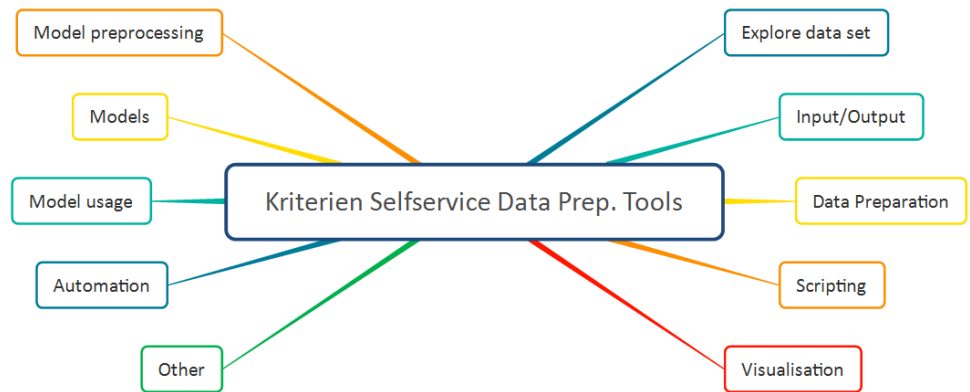 Model preprocessing
Explore data set
Models
Input/Output
Kriterien Selfservice Data Prep. Tools
Model usage
Data Preparation
Automation
Scripting
Other
Visualisation